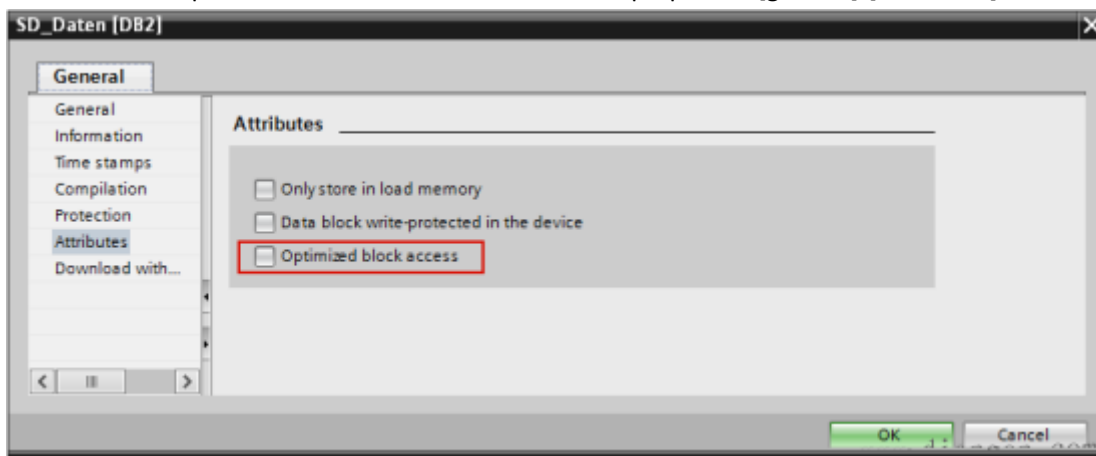 SD_Daten [DB2]
General
General
Information
Time stamps
Compilation
Protection
Attributes
Download with...
Attributes
Only store in load memory
Data block write-protected in the device
Optimized block access
OK
Cancel